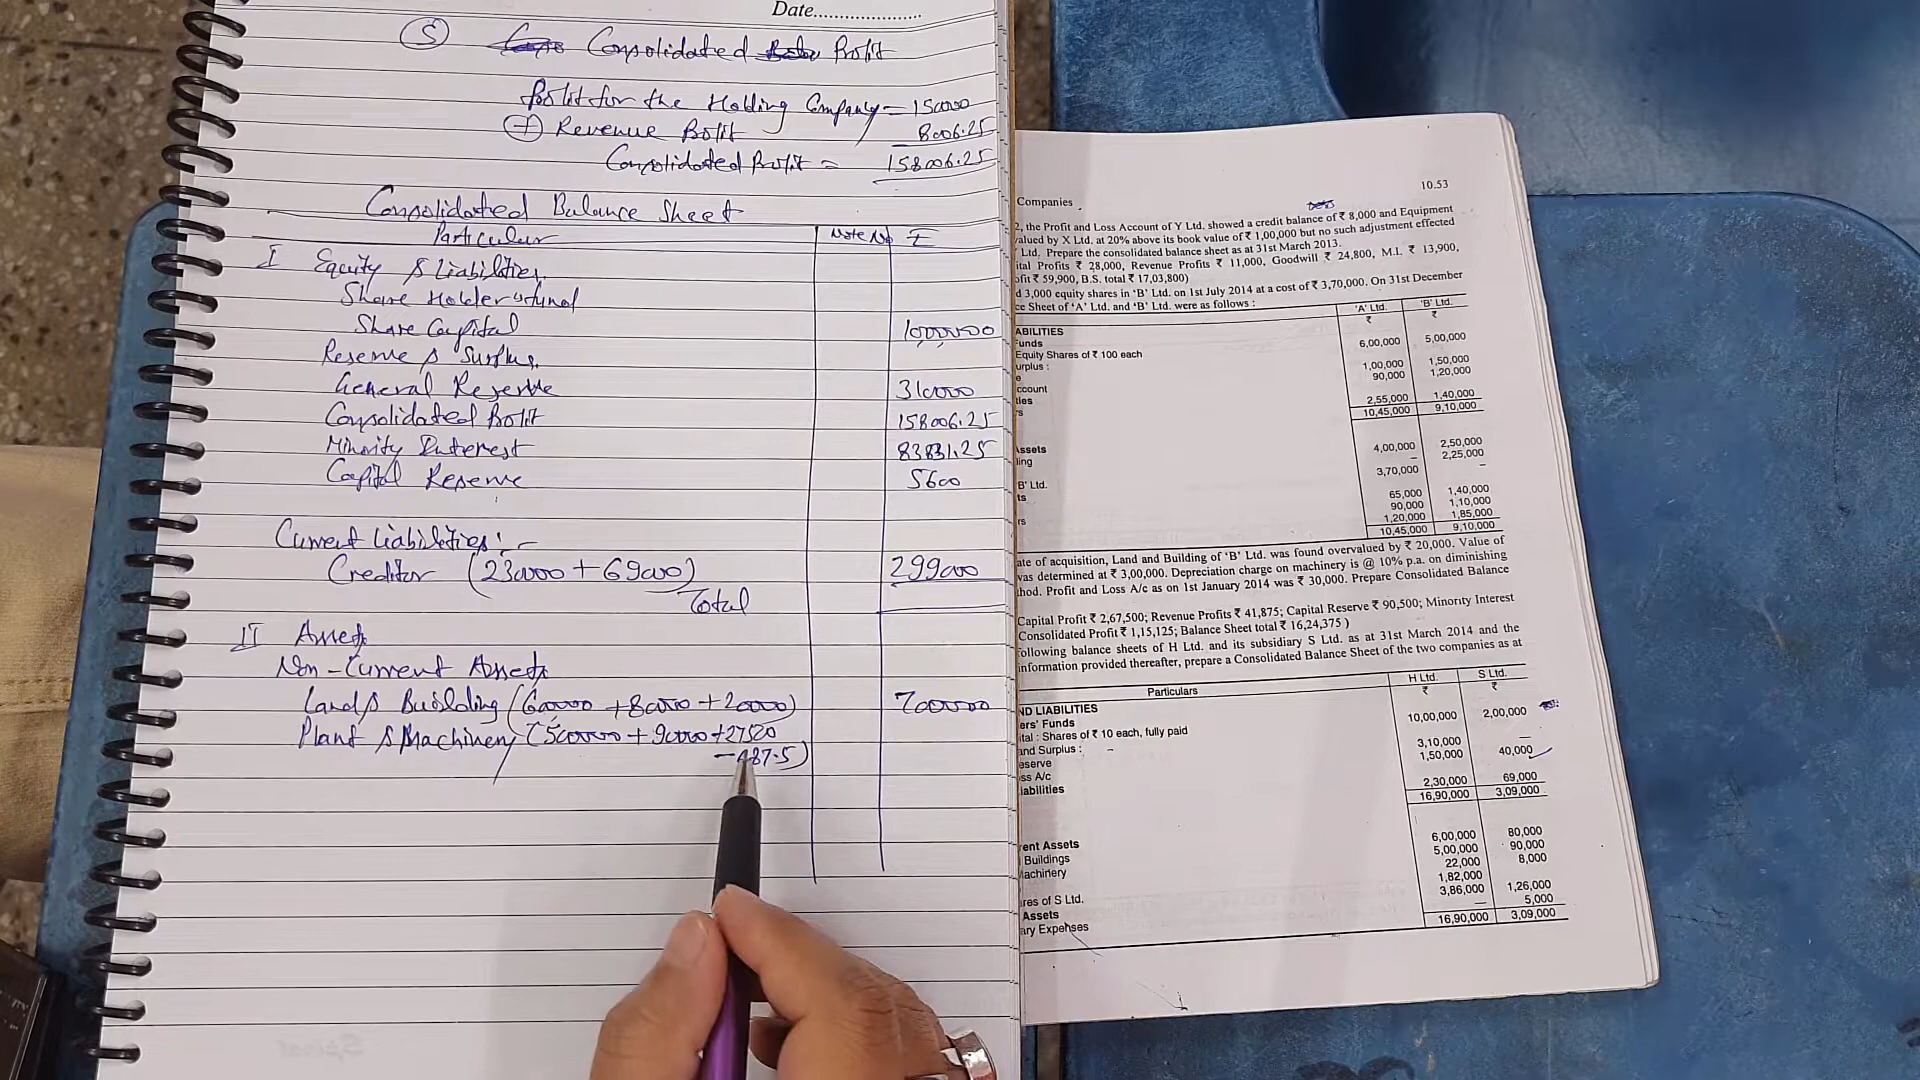 Date.....................
5 Consolidated Profit
Profit for the Holding Company - 150000
+ Revenue Profit 8006.25
Consolidated Profit = 158006.25
Consolidated Balance Sheet
Particular Note No ₹
I Equity & Liabilities
Share Holder's fund
Share Capital 1000000
Reserve & Surplus.
General Reserve 310000
Consolidated Profit 158006.25
Minority Interest 83831.25
Capital Reserve 5600
Current Liabilities:-
Creditor (230000 + 69000) 299000
Total
II Assets
Non-Current Assets
Land & Building (600000 + 80000 + 20000) 700000
Plant & Machinery (500000 + 90000 + 27520
87.5)
10.53
Companies
2, the Profit and Loss Account of Y Ltd. showed a credit balance of ₹ 8,000 and Equipment
alued by X Ltd. at 20% above its book value of ₹ 1,00,000 but no such adjustment effected
Ltd. Prepare the consolidated balance sheet as at 31st March 2013.
ital Profits ₹ 28,000, Revenue Profits ₹ 11,000, Goodwill ₹ 24,800, M.I. ₹ 13,900,
ofit ₹ 59,900, B.S. total ₹ 17,03,800)
d 3,000 equity shares in 'B' Ltd. on 1st July 2014 at a cost of ₹ 3,70,000. On 31st December
ce Sheet of 'A' Ltd. and 'B' Ltd. were as follows :
'A' Ltd. 'B' Ltd.
₹ ₹
ABILITIES
unds
Equity Shares of ₹ 100 each 6,00,000 5,00,000
urplus :
e 1,00,000 1,50,000
ccount 90,000 1,20,000
ties
rs 2,55,000 1,40,000
10,45,000 9,10,000
Assets
ling 4,00,000 2,50,000
– 2,25,000
B' Ltd. 3,70,000 –
ts
65,000 1,40,000
90,000 1,10,000
rs 1,20,000 1,85,000
10,45,000 9,10,000
ate of acquisition, Land and Building of 'B' Ltd. was found overvalued by ₹ 20,000. Value of
was determined at ₹ 3,00,000. Depreciation charge on machinery is @ 10% p.a. on diminishing
hod. Profit and Loss A/c as on 1st January 2014 was ₹ 30,000. Prepare Consolidated Balance
Capital Profit ₹ 2,67,500; Revenue Profits ₹ 41,875; Capital Reserve ₹ 90,500; Minority Interest
Consolidated Profit ₹ 1,15,125; Balance Sheet total ₹ 16,24,375 )
ollowing balance sheets of H Ltd. and its subsidiary S Ltd. as at 31st March 2014 and the
information provided thereafter, prepare a Consolidated Balance Sheet of the two companies as at
Particulars H Ltd. S Ltd.
₹ ₹
ND LIABILITIES
ers' Funds
tal : Shares of ₹ 10 each, fully paid 10,00,000 2,00,000
and Surplus :
eserve 3,10,000 –
ss A/c 1,50,000 40,000
iabilities
2,30,000 69,000
16,90,000 3,09,000
ent Assets
Buildings 6,00,000 80,000
achinery 5,00,000 90,000
22,000 8,000
res of S Ltd. 1,82,000
Assets 3,86,000 1,26,000
ary Expenses – 5,000
16,90,000 3,09,000